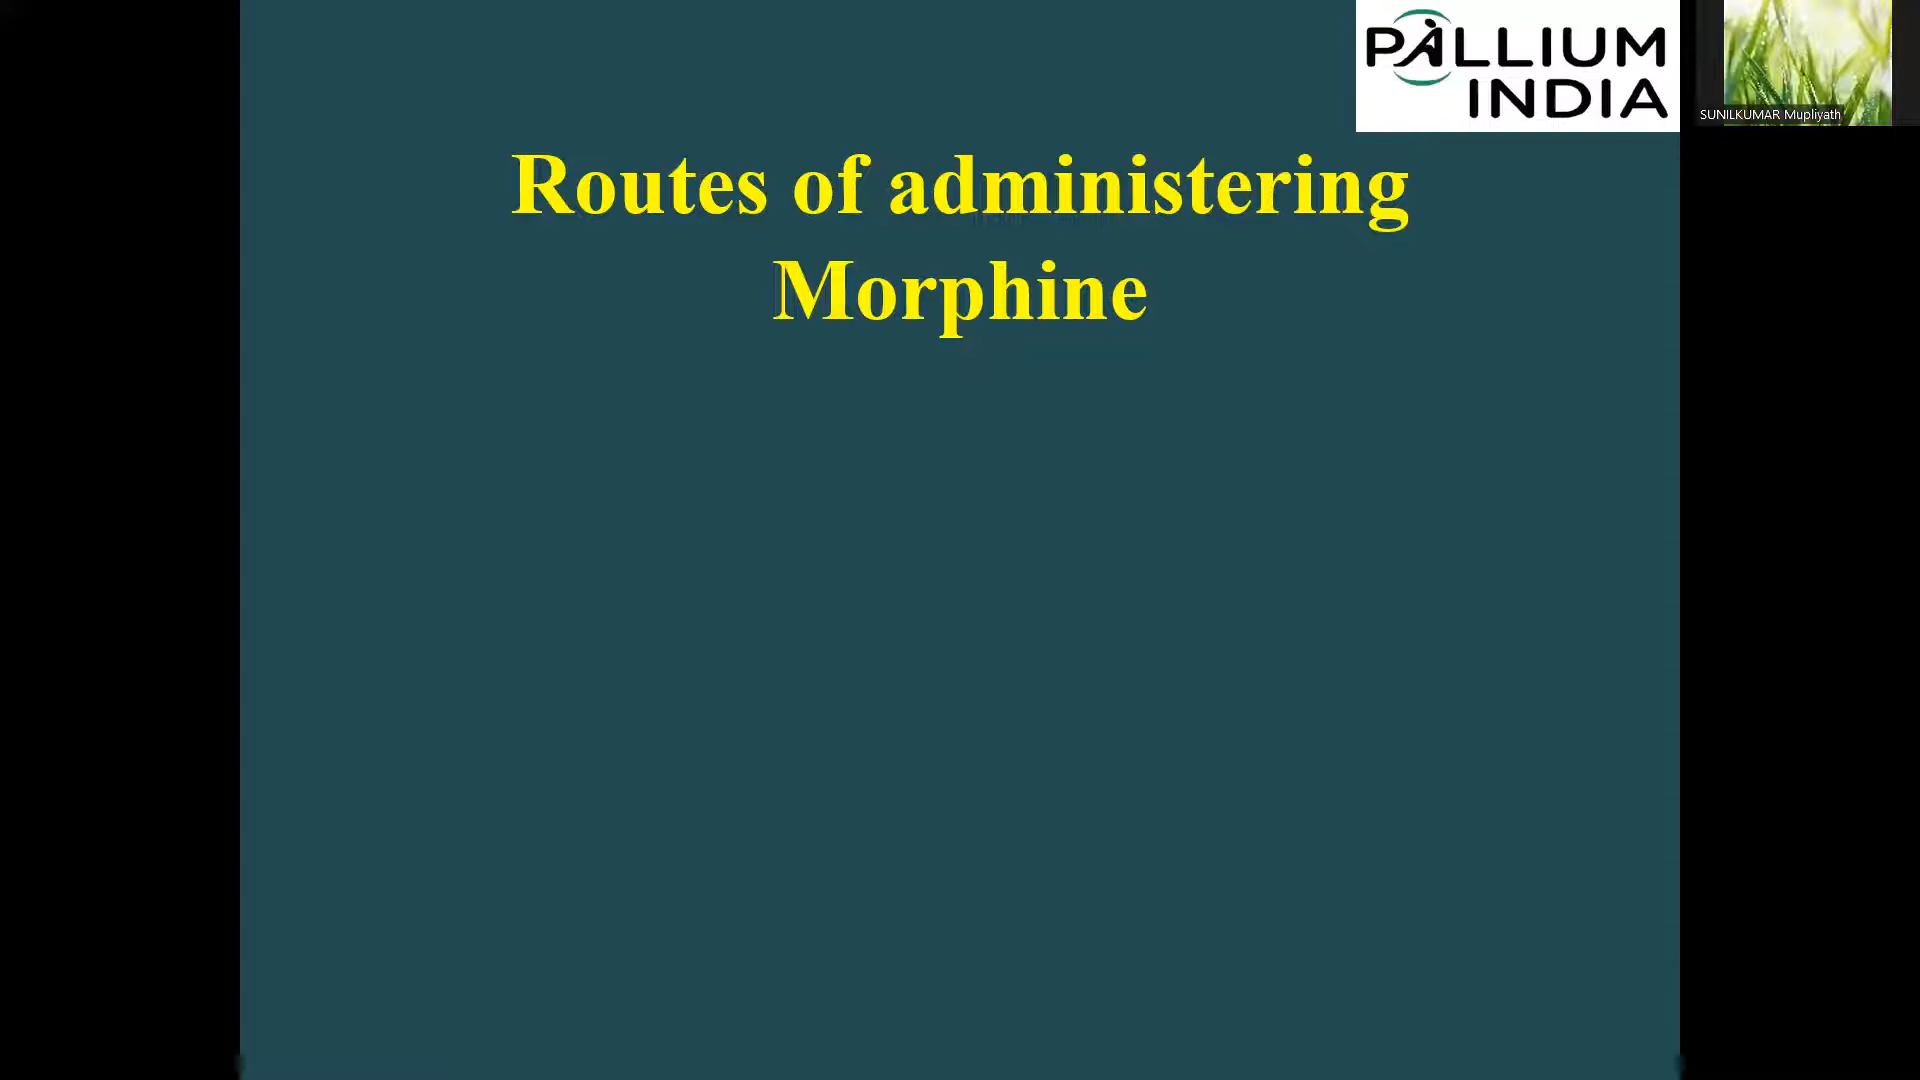 PALLIUM
INDIA
SUNILKUMAR Mupliyath
Routes of administering
Morphine